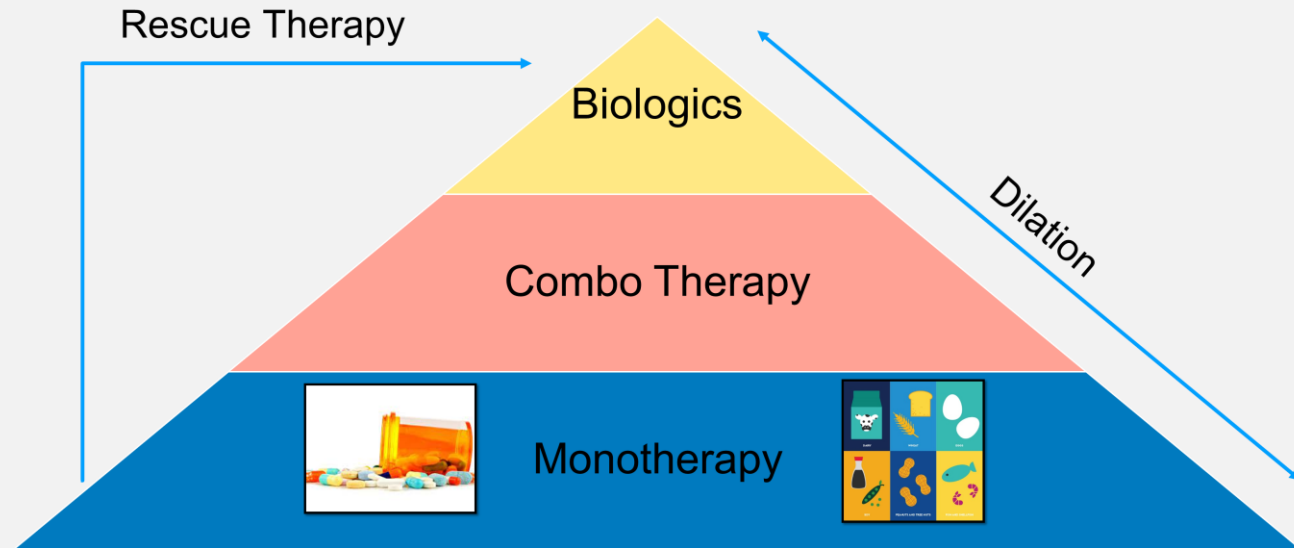 Rescue Therapy
Biologics
Dilation
Combo Therapy
Monotherapy